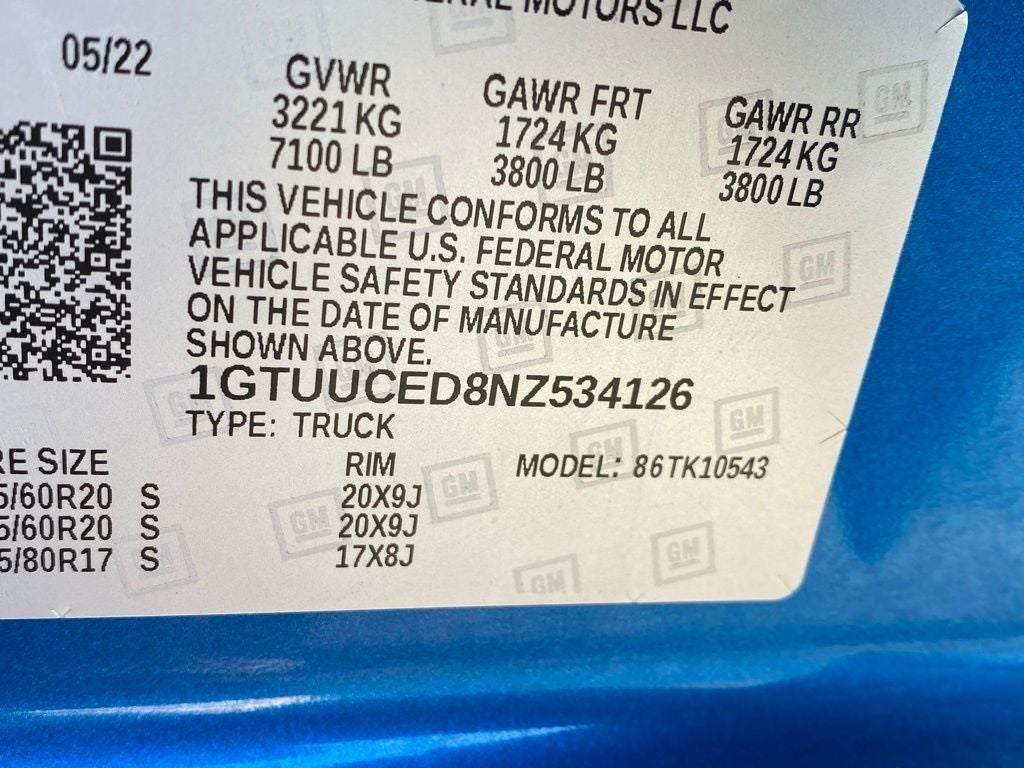 MOTORS LLC
05/22
GVWR GAWR FRT GAWR RR
3221 KG 1724 KG 1724 KG
7100 LB 3800 LB 3800 LB
THIS VEHICLE CONFORMS TO ALL
APPLICABLE U.S. FEDERAL MOTOR
VEHICLE SAFETY STANDARDS IN EFFECT
ON THE DATE OF MANUFACTURE
SHOWN ABOVE.
1GTUUCED8NZ534126
TYPE: TRUCK
RE SIZE RIM MODEL: 86TK10543
5/60R20 S 20X9J
5/60R20 S 20X9J
5/80R17 S 17X8J